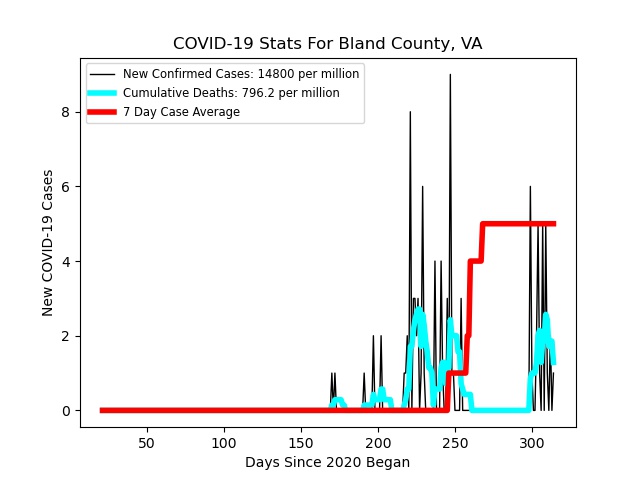 COVID-19 Stats For Bland County, VA
New Confirmed Cases: 14800 per million
Cumulative Deaths: 796.2 per million
7 Day Case Average
New COVID-19 Cases
8
6
4
2
0
50 100 150 200 250 300
Days Since 2020 Began